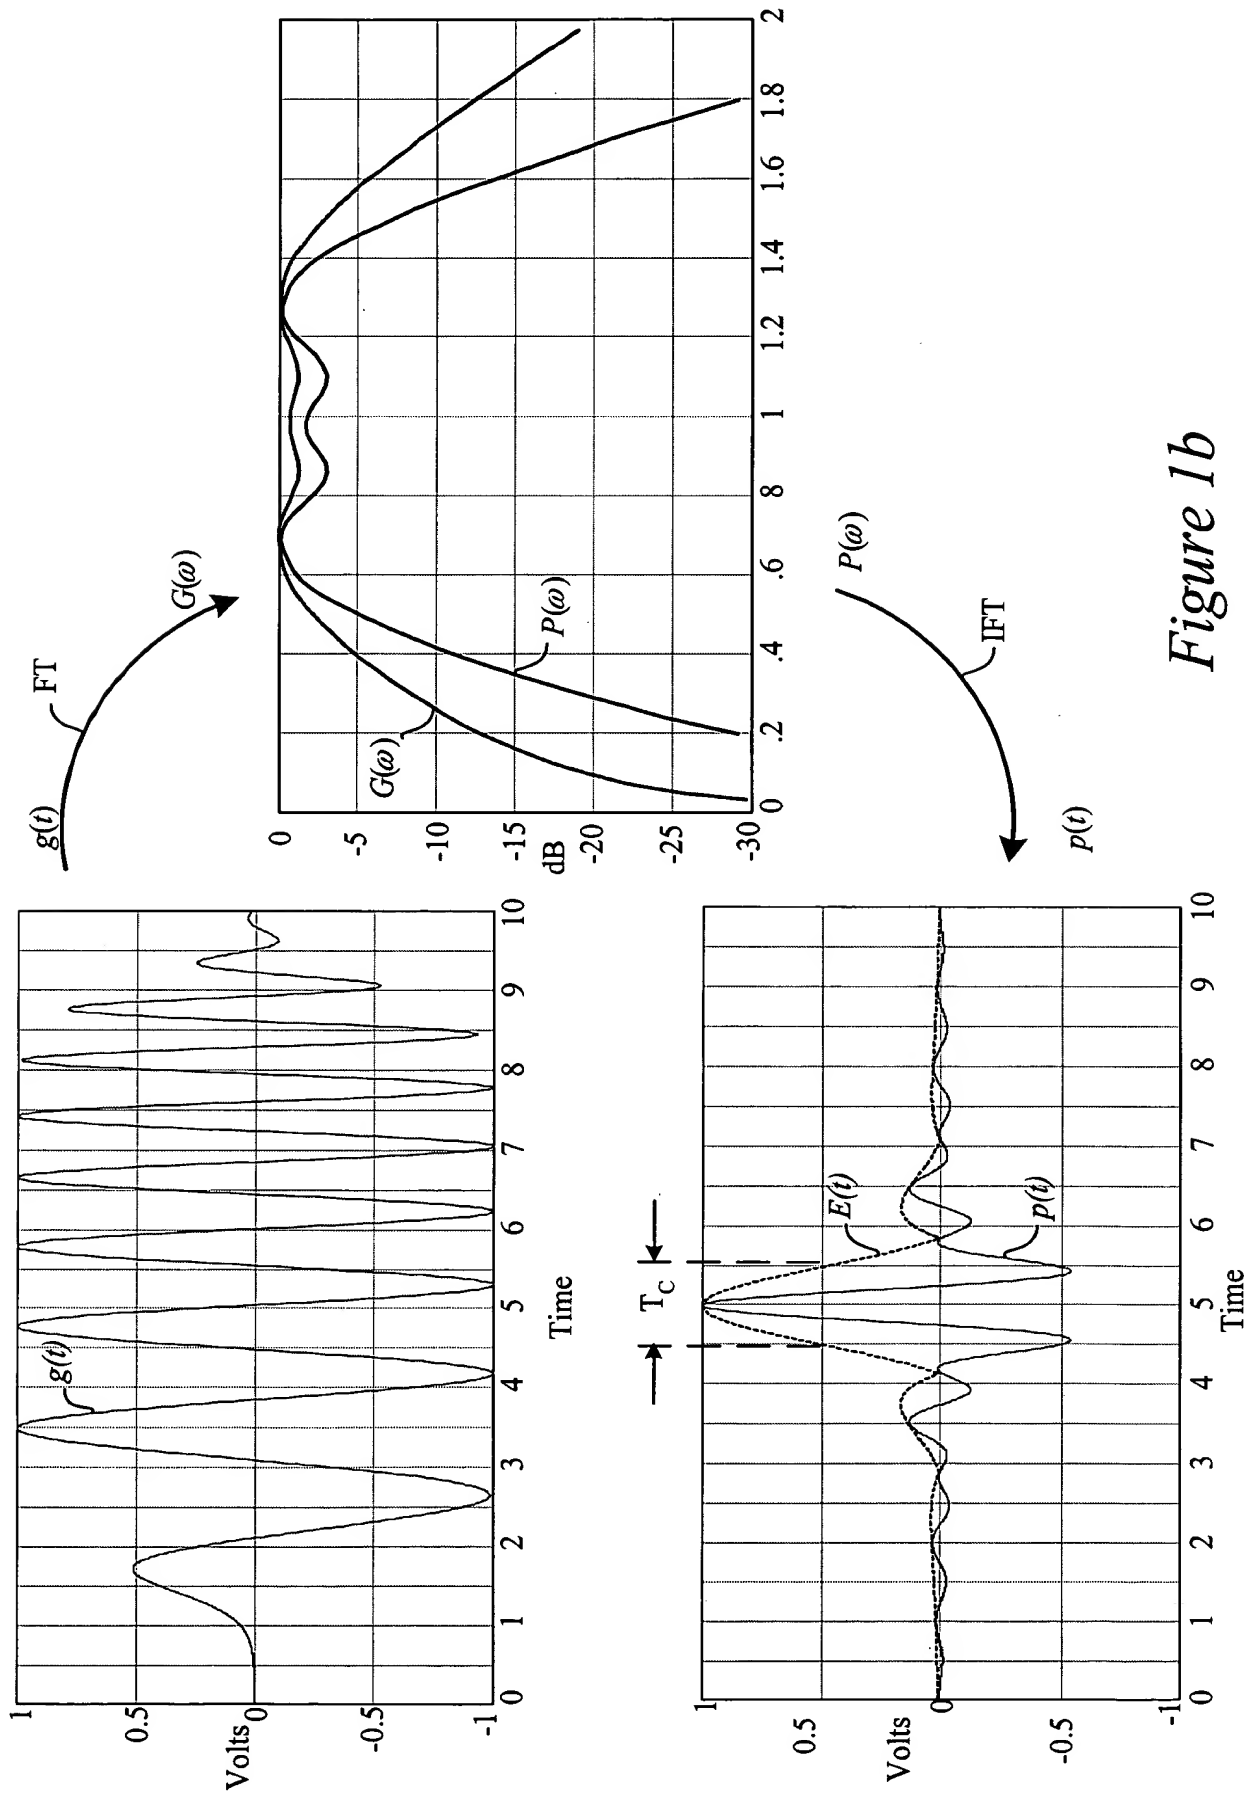 g(t)
FT
G(ω)
1
0.5
Volts
0
-0.5
-1
g(t)
0 1 2 3 4 5 6 7 8 9 10
Time
0
-5
-10
-15
dB
-20
-25
-30
G(ω)
P(ω)
0 .2 .4 .6 .8 1 1.2 1.4 1.6 1.8 2
P(ω)
IFT
p(t)
1
0.5
Volts
0
-0.5
-1
T_C
E(t)
p(t)
0 1 2 3 4 5 6 7 8 9 10
Time
Figure 1b